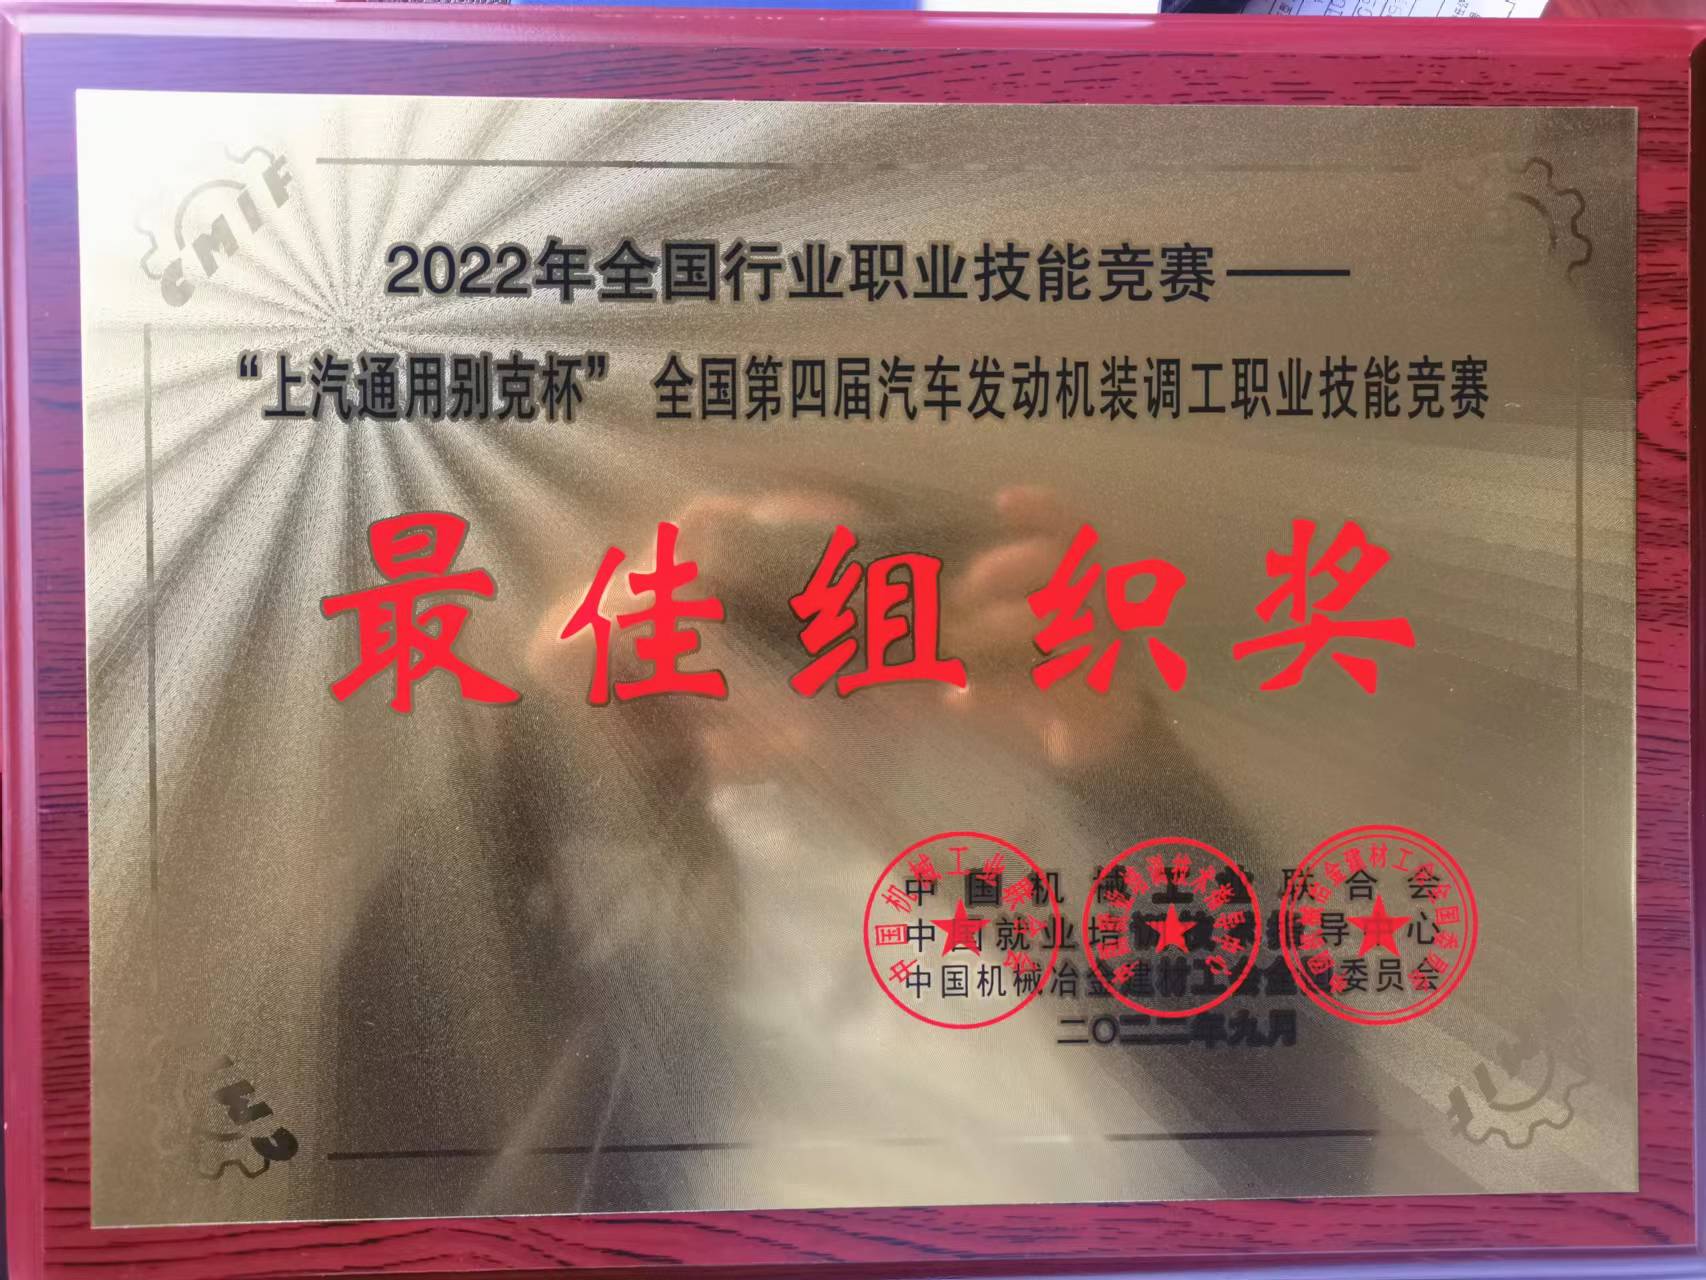 CMIF
2022年全国行业职业技能竞赛——
“上汽通用别克杯” 全国第四届汽车发动机装调工职业技能竞赛
最佳组织奖
中国机械工业联合会
中国就业培训技术指导中心
中国机械冶金建材工会全国委员会
二〇二二年九月